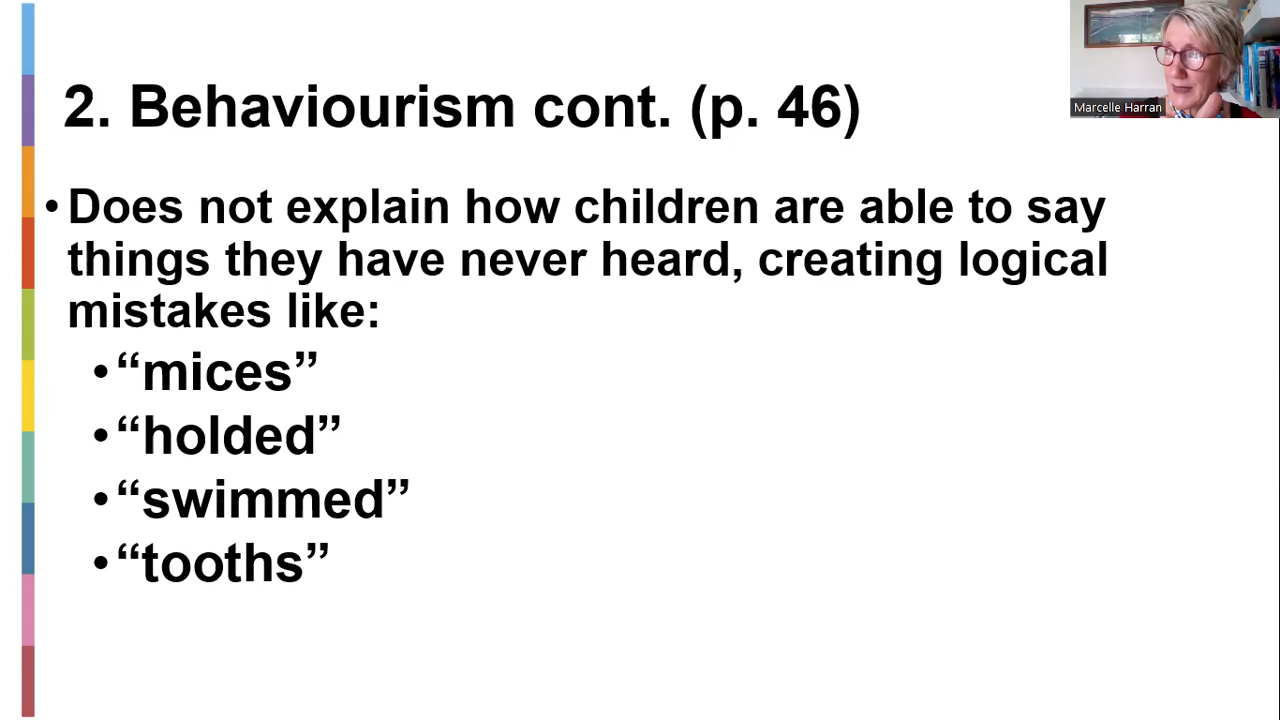 2. Behaviourism cont. (p. 46)
Marcelle Harran
• Does not explain how children are able to say
things they have never heard, creating logical
mistakes like:
• “mices”
• “holded”
• “swimmed”
• “tooths”